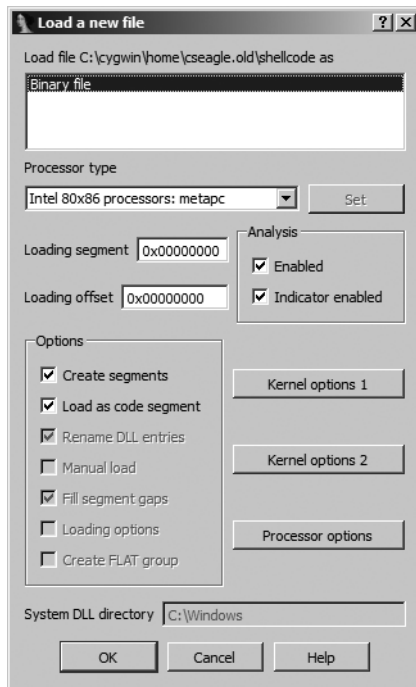 Load a new file
Load file C:\cygwin\home\cseagle.old\shellcode as
Binary file
Processor type
Intel 80x86 processors: metapc
Set
Loading segment 0x00000000
Loading offset 0x00000000
Analysis
Enabled
Indicator enabled
Options
Create segments
Load as code segment
Rename DLL entries
Manual load
Fill segment gaps
Loading options
Create FLAT group
Kernel options 1
Kernel options 2
Processor options
System DLL directory C:\Windows
OK Cancel Help